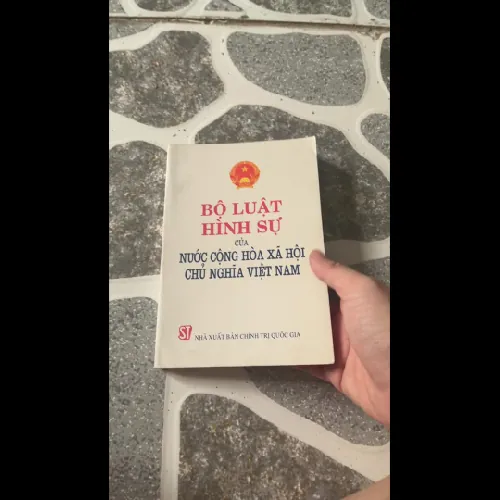 BỘ LUẬT
HÌNH SỰ
CỦA
NƯỚC CỘNG HÒA XÃ HỘI
CHỦ NGHĨA VIỆT NAM
ST NHÀ XUẤT BẢN CHÍNH TRỊ QUỐC GIA